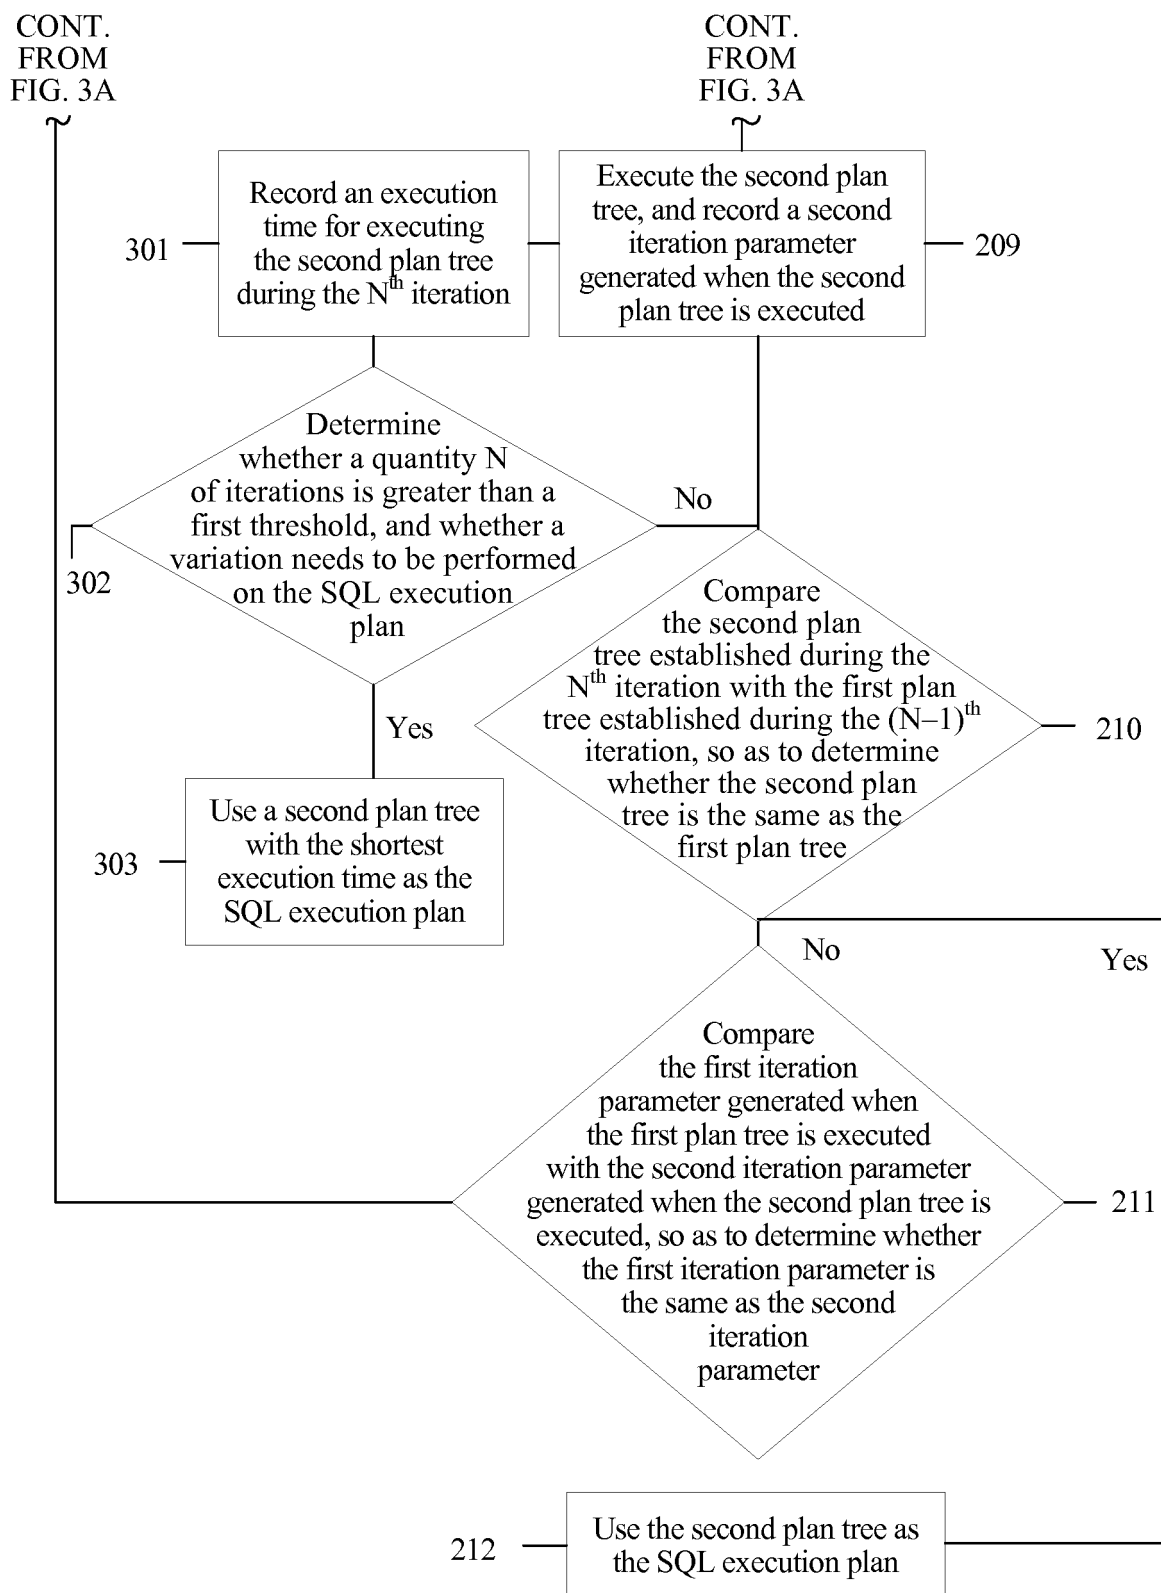 CONT.
FROM
FIG. 3A
CONT.
FROM
FIG. 3A
Record an execution
time for executing
the second plan tree
during the Nth iteration
301
Execute the second plan
tree, and record a second
iteration parameter
generated when the second
plan tree is executed
209
Determine
whether a quantity N
of iterations is greater than a
first threshold, and whether a
variation needs to be performed
on the SQL execution
plan
302
No
Yes
Compare
the second plan
tree established during the
Nth iteration with the first plan
tree established during the (N–1)th
iteration, so as to determine
whether the second plan
tree is the same as the
first plan tree
210
Use a second plan tree
with the shortest
execution time as the
SQL execution plan
303
No
Yes
Compare
the first iteration
parameter generated when
the first plan tree is executed
with the second iteration parameter
generated when the second plan tree is
executed, so as to determine whether
the first iteration parameter is
the same as the second
iteration
parameter
211
Use the second plan tree as
the SQL execution plan
212